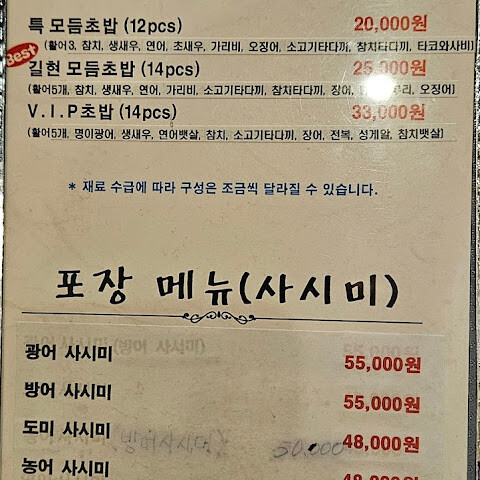 특 모듬초밥 (12pcs) 20,000원
(활어3, 참치, 생새우, 연어, 초새우, 가리비, 오징어, 소고기타다끼, 참치타다끼, 타코와사비)
Best
길현 모듬초밥 (14pcs) 25,000원
(활어5개, 참치, 생새우, 연어, 가리비, 소고기타다끼, 참치타다끼, 장어, 오징어)
V.I.P초밥 (14pcs) 33,000원
(활어5개, 명이광어, 생새우, 연어뱃살, 참치, 소고기타다끼, 장어, 전복, 성게알, 참치뱃살)
* 재료 수급에 따라 구성은 조금씩 달라질 수 있습니다.
포장 메뉴(사시미)
광어 사시미 55,000원
방어 사시미 55,000원
도미 사시미 48,000원
(방어사시미) 50,000
농어 사시미 48,000원